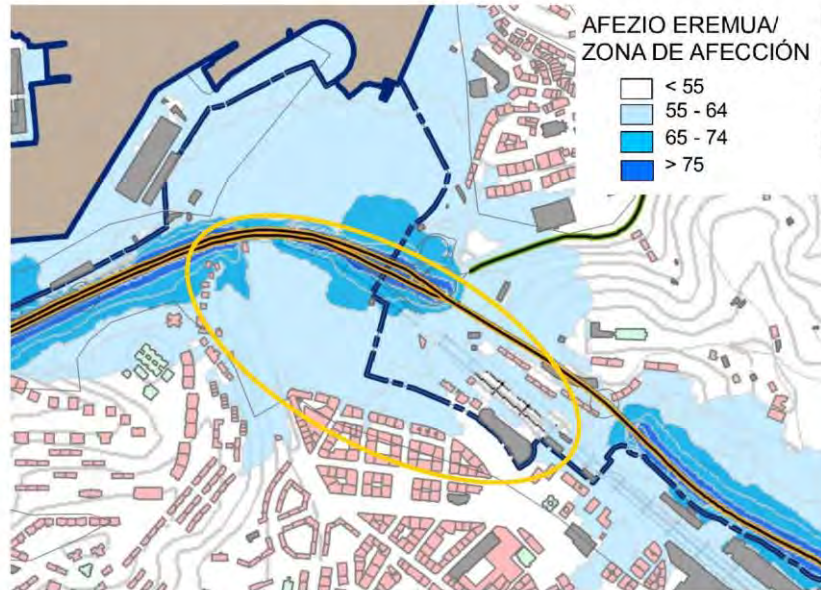 AFEZIO EREMUA/
ZONA DE AFECCIÓN
< 55
55 - 64
65 - 74
> 75